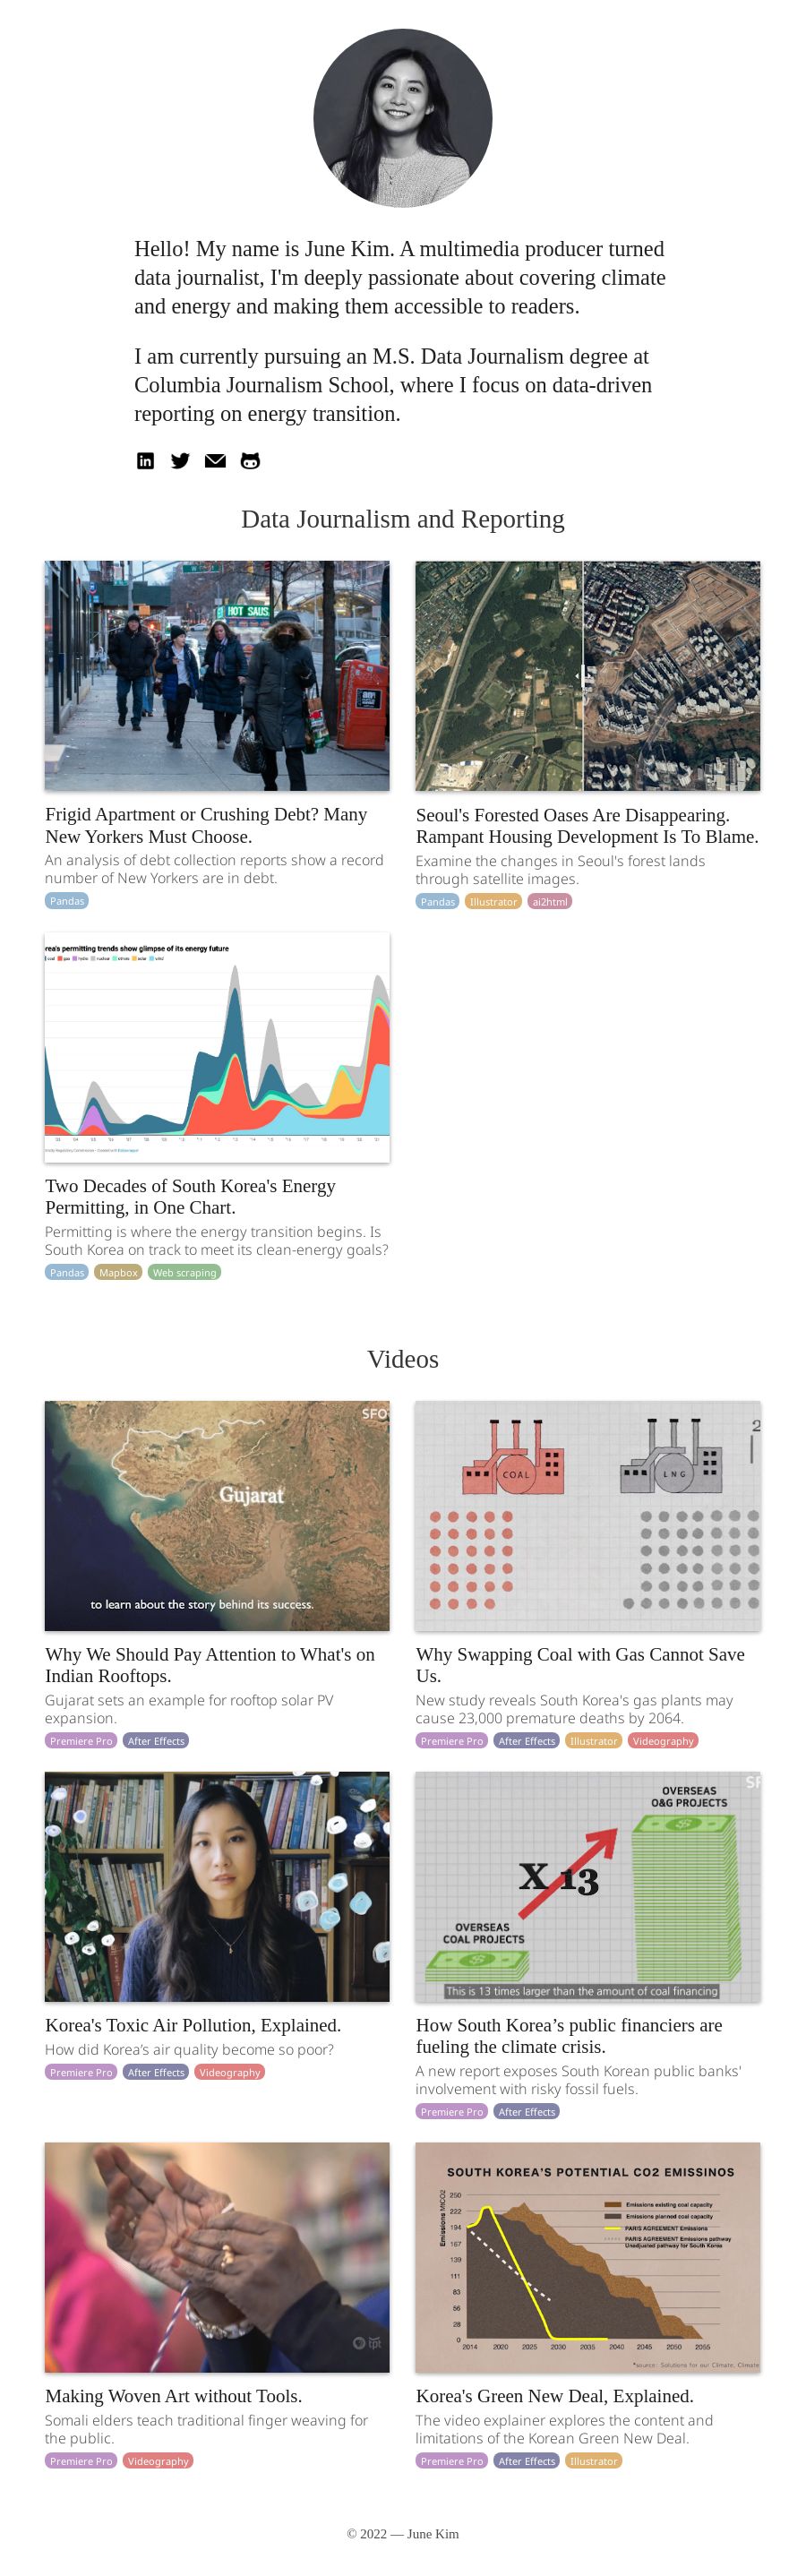 Hello! My name is June Kim. A multimedia producer turned
data journalist, I'm deeply passionate about covering climate
and energy and making them accessible to readers.
I am currently pursuing an M.S. Data Journalism degree at
Columbia Journalism School, where I focus on data-driven
reporting on energy transition.
in
Data Journalism and Reporting
HOT SAUS
Frigid Apartment or Crushing Debt? Many
New Yorkers Must Choose.
An analysis of debt collection reports show a record
number of New Yorkers are in debt.
Pandas
Seoul's Forested Oases Are Disappearing.
Rampant Housing Development Is To Blame.
Examine the changes in Seoul's forest lands
through satellite images.
Pandas Illustrator ai2html
rea's permitting trends show glimpse of its energy future
Two Decades of South Korea's Energy
Permitting, in One Chart.
Permitting is where the energy transition begins. Is
South Korea on track to meet its clean-energy goals?
Pandas Mapbox Web scraping
Videos
SFO
Gujarat
to learn about the story behind its success.
Why We Should Pay Attention to What's on
Indian Rooftops.
Gujarat sets an example for rooftop solar PV
expansion.
Premiere Pro After Effects
2
COAL LNG
Why Swapping Coal with Gas Cannot Save
Us.
New study reveals South Korea's gas plants may
cause 23,000 premature deaths by 2064.
Premiere Pro After Effects Illustrator Videography
Korea's Toxic Air Pollution, Explained.
How did Korea’s air quality become so poor?
Premiere Pro After Effects Videography
SF
OVERSEAS
O&G PROJECTS
X 13
OVERSEAS
COAL PROJECTS
This is 13 times larger than the amount of coal financing
How South Korea’s public financiers are
fueling the climate crisis.
A new report exposes South Korean public banks'
involvement with risky fossil fuels.
Premiere Pro After Effects
tpt
Making Woven Art without Tools.
Somali elders teach traditional finger weaving for
the public.
Premiere Pro Videography
SOUTH KOREA'S POTENTIAL CO2 EMISSINOS
Emissions MtCO2
250
222
194
167
139
111
83
56
28
0
2014 2020 2025 2030 2035 2040 2045 2050 2055
Emissions existing coal capacity
Emissions planned coal capacity
PARIS AGREEMENT Emissions
PARIS AGREEMENT Emissions pathway
Unadjusted pathway for South Korea
*source: Solutions for our Climate, Climate
Korea's Green New Deal, Explained.
The video explainer explores the content and
limitations of the Korean Green New Deal.
Premiere Pro After Effects Illustrator
© 2022 — June Kim